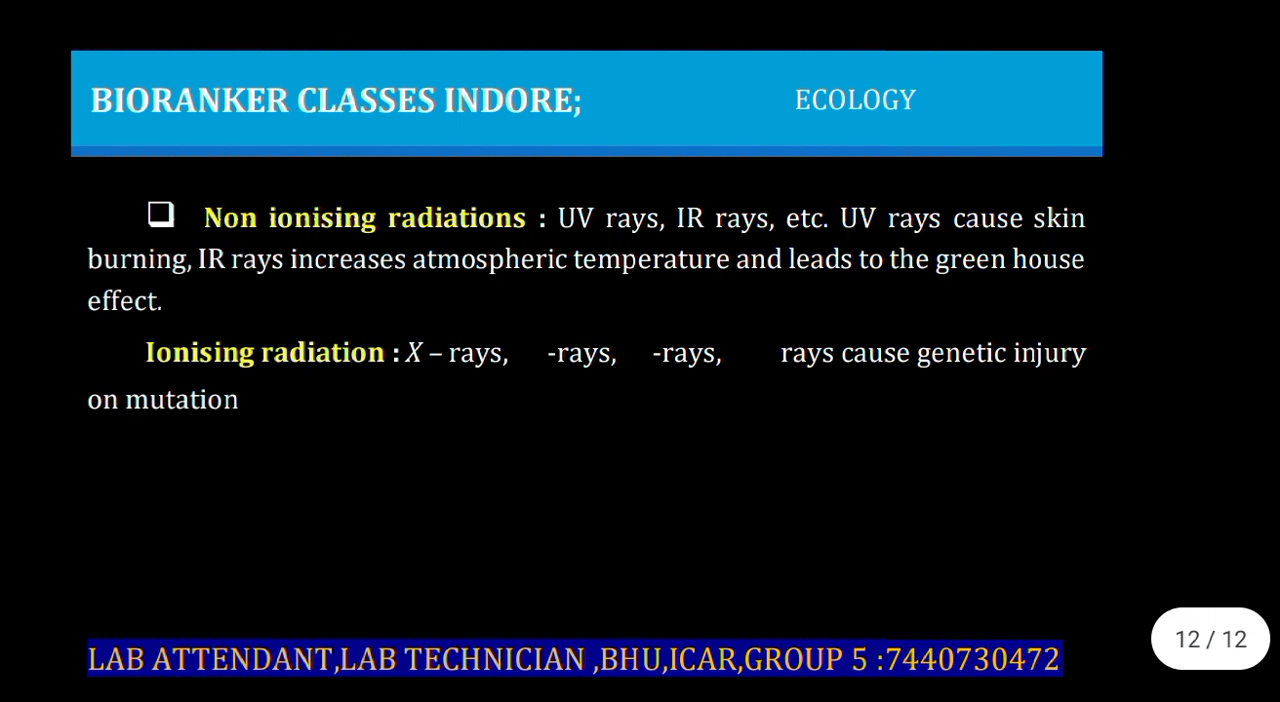 BIORANKER CLASSES INDORE; ECOLOGY
❑ Non ionising radiations : UV rays, IR rays, etc. UV rays cause skin
burning, IR rays increases atmospheric temperature and leads to the green house
effect.
Ionising radiation : X – rays, -rays, -rays, rays cause genetic injury
on mutation
LAB ATTENDANT,LAB TECHNICIAN ,BHU,ICAR,GROUP 5 :7440730472
12 / 12